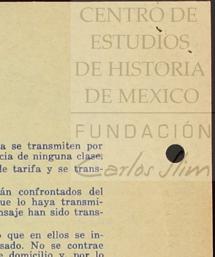 CENTRO DE
ESTUDIOS
DE HISTORIA
DE MEXICO
FUNDACIÓN
Carlos Slim
a se transmiten por
cia de ninguna clase.
de tarifa y se trans-
án confrontados del
ue lo haya transmi-
nsaje han sido trans-
o que en ellos se in-
sado. No se contrae
e domicilio y, por lo